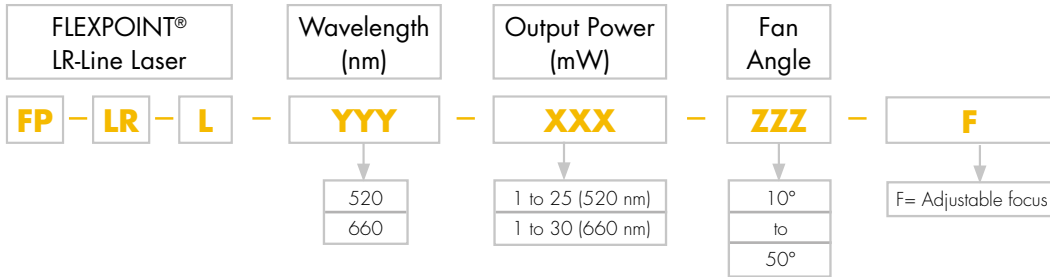 FLEXPOINT®
LR-Line Laser
Wavelength
(nm)
Output Power
(mW)
Fan
Angle
FP – LR – L – YYY – XXX – ZZZ – F
520
660
1 to 25 (520 nm)
1 to 30 (660 nm)
10°
to
50°
F= Adjustable focus